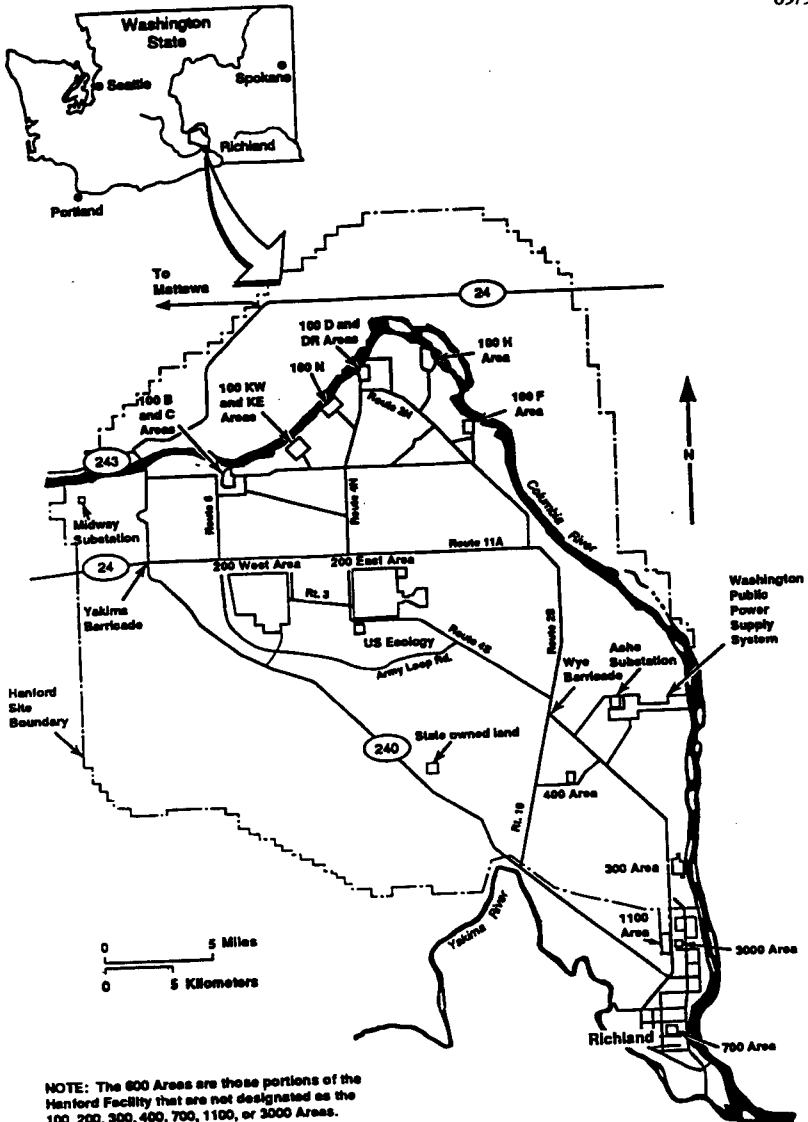 Washington
State
Seattle
Spokane
Richland
Portland
To
Mattawa
24
100 D and
DR Areas
100 H
Area
100 N
100 KW
and KE
Areas
100 B
and C
Areas
Route 2N
100 F
Area
243
N
Columbia River
Midway
Substation
Route 6
Route 4N
Route 11A
24
200 West Area
200 East Area
Yakima
Barricade
Rt. 3
US Ecology
Army Loop Rd.
Route 4S
Route 2S
Washington
Public
Power
Supply
System
Ashe
Substation
Wye
Barricade
Hanford
Site
Boundary
State owned land
240
400 Area
Rt. 10
300 Area
Yakima River
1100
Area
3000 Area
0 5 Miles
0 5 Kilometers
Richland
700 Area
NOTE: The 600 Areas are those portions of the
Hanford Facility that are not designated as the
100, 200, 300, 400, 700, 1100, or 3000 Areas.